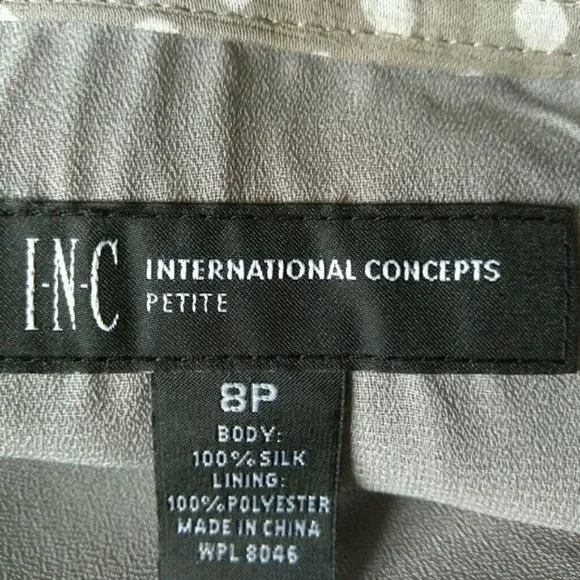 I-N-C INTERNATIONAL CONCEPTS
PETITE
8P
BODY:
100% SILK
LINING:
100% POLYESTER
MADE IN CHINA
WPL 8046